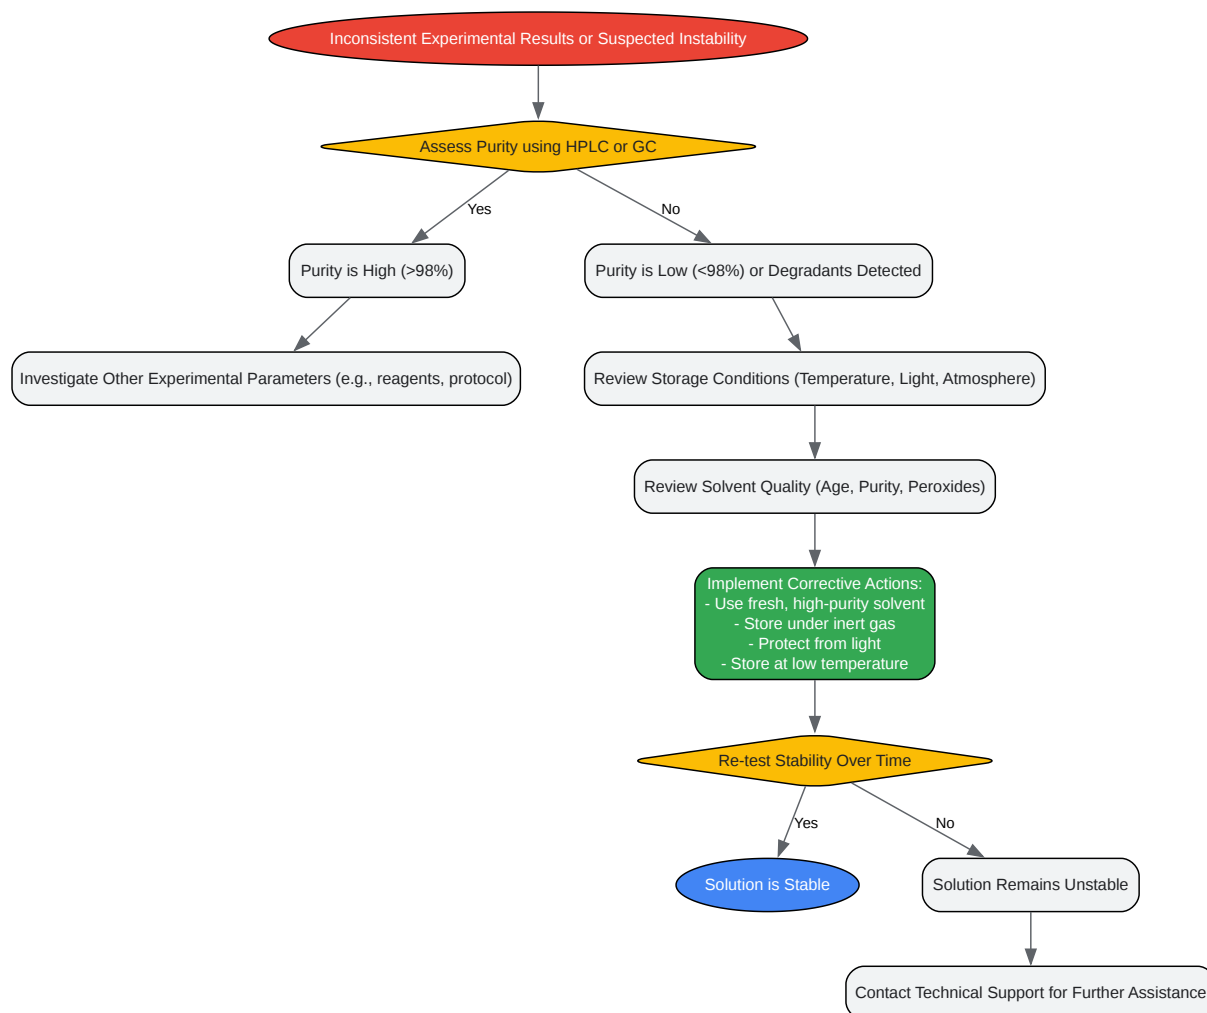 Inconsistent Experimental Results or Suspected Instability
Assess Purity using HPLC or GC
Yes
No
Purity is High (>98%)
Purity is Low (<98%) or Degradants Detected
Investigate Other Experimental Parameters (e.g., reagents, protocol)
Review Storage Conditions (Temperature, Light, Atmosphere)
Review Solvent Quality (Age, Purity, Peroxides)
Implement Corrective Actions:
- Use fresh, high-purity solvent
- Store under inert gas
- Protect from light
- Store at low temperature
Re-test Stability Over Time
Yes
No
Solution is Stable
Solution Remains Unstable
Contact Technical Support for Further Assistance